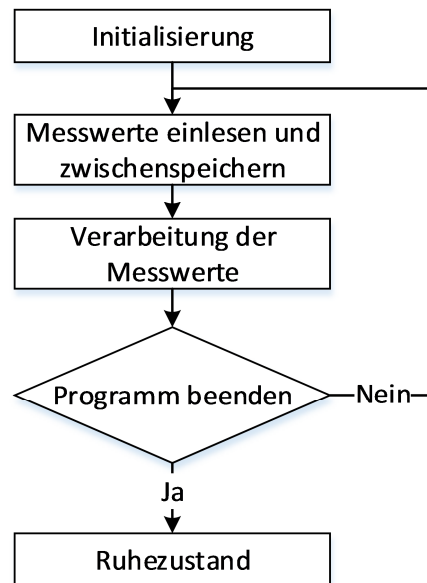 Initialisierung
Messwerte einlesen und
zwischenspeichern
Verarbeitung der
Messwerte
Programm beenden
Nein
Ja
Ruhezustand